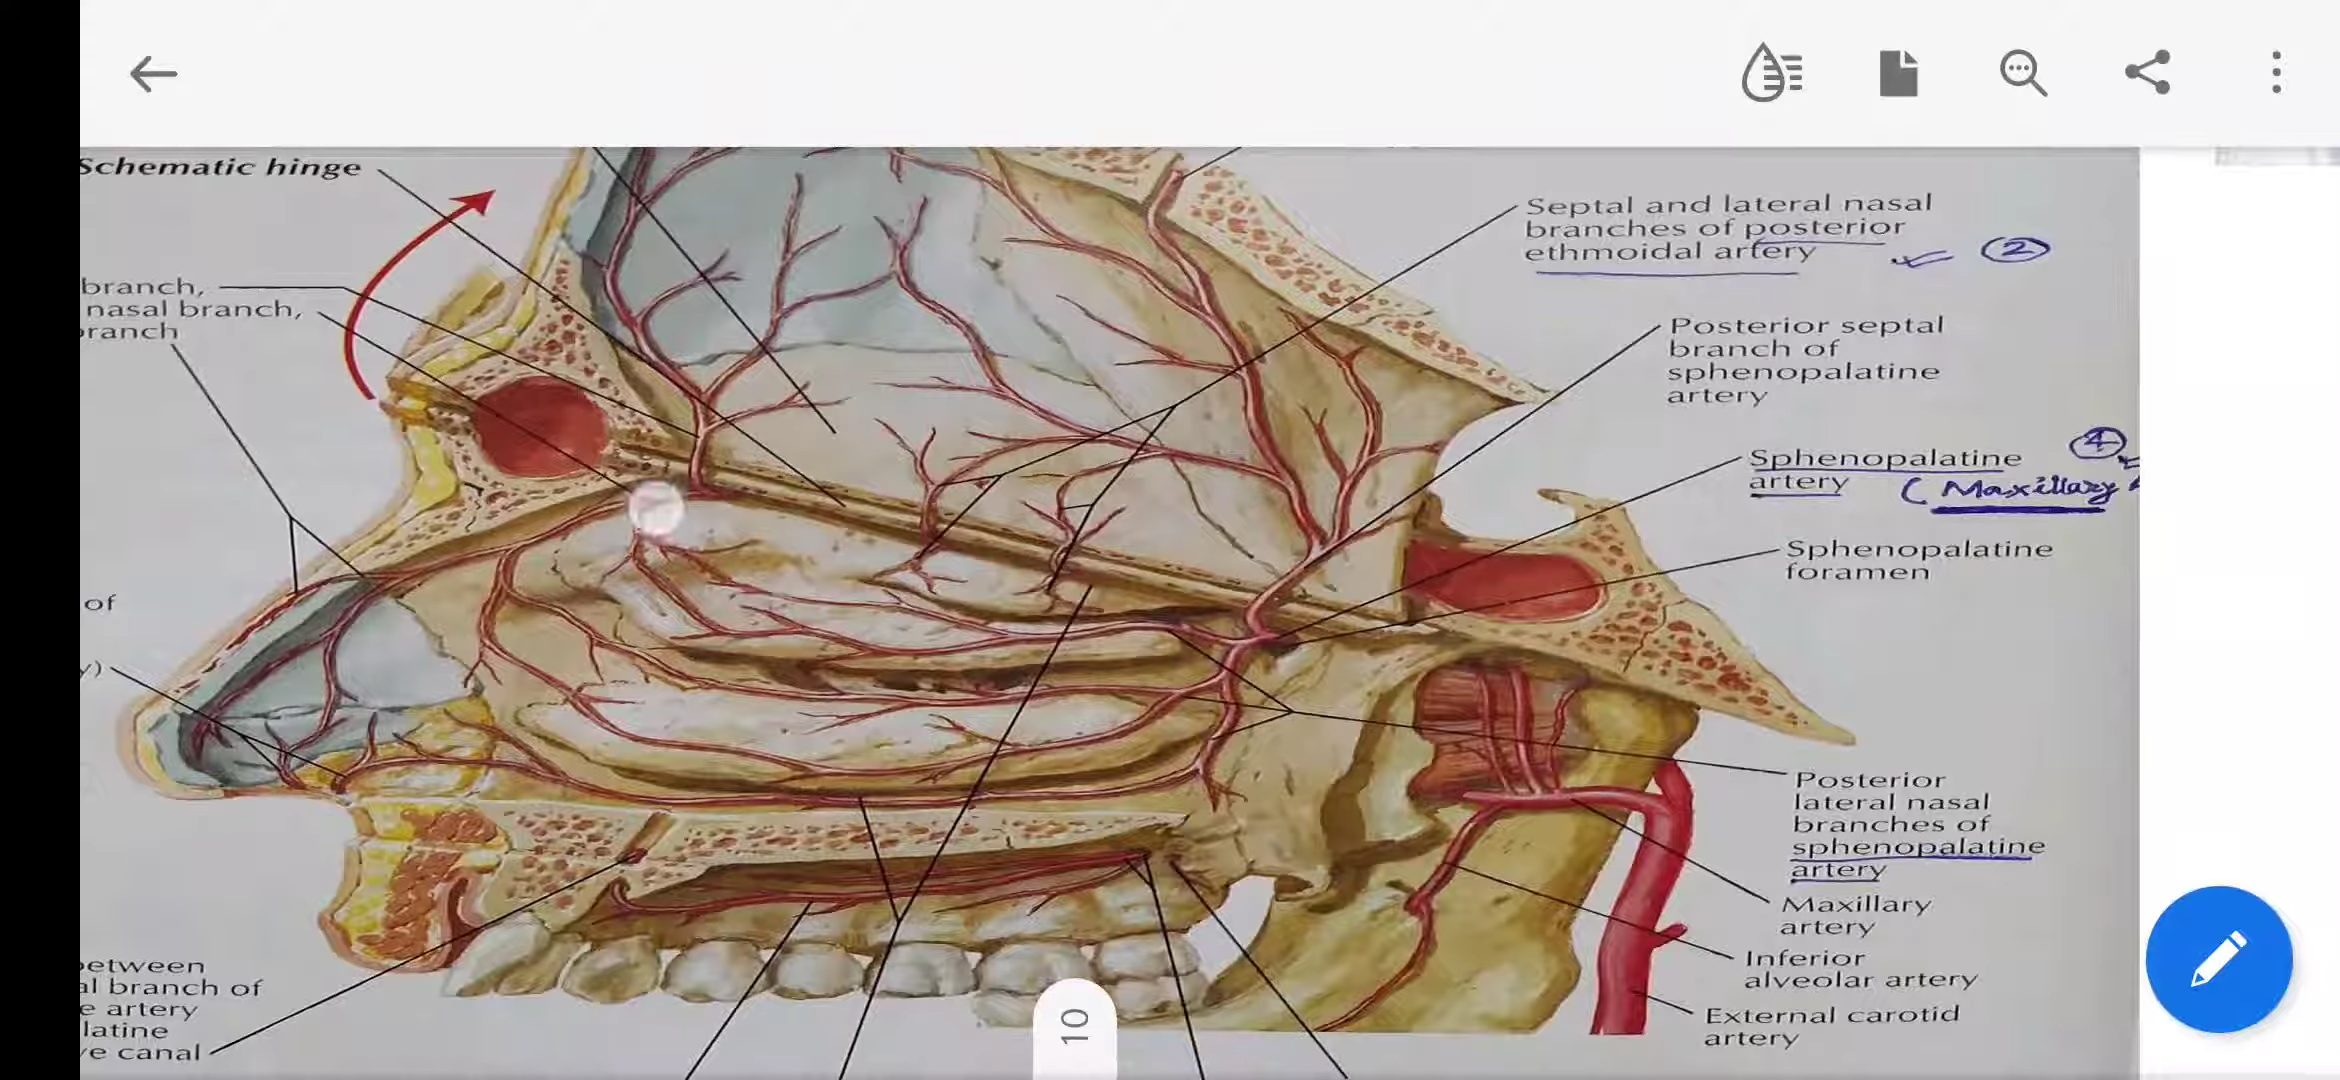 Schematic hinge
branch,
nasal branch,
branch
of
y)
between
al branch of
e artery
latine
ve canal
Septal and lateral nasal
branches of posterior
ethmoidal artery
2
Posterior septal
branch of
sphenopalatine
artery
4
Sphenopalatine
artery (Maxillary
Sphenopalatine
foramen
Posterior
lateral nasal
branches of
sphenopalatine
artery
Maxillary
artery
Inferior
alveolar artery
External carotid
artery
10